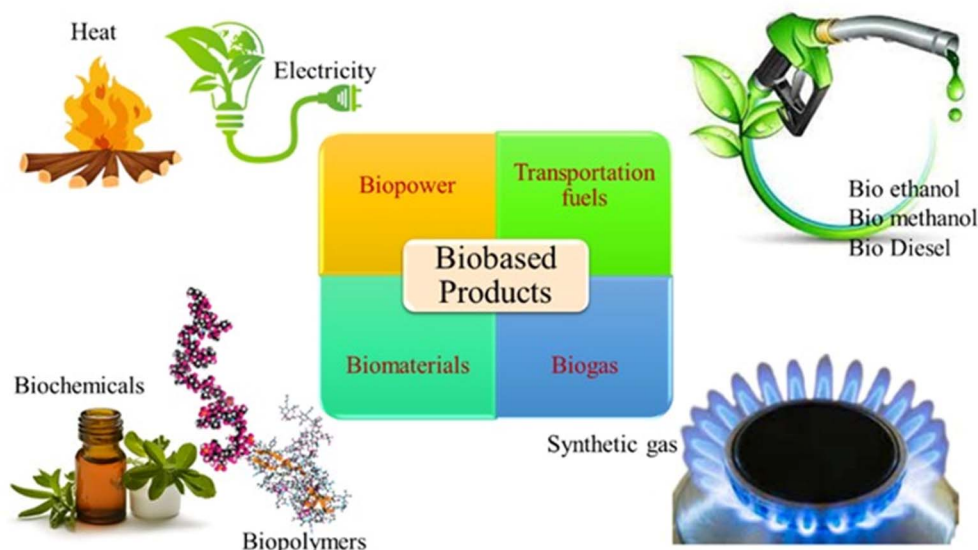 Heat
Electricity
Biopower
Transportation
fuels
Bio ethanol
Bio methanol
Bio Diesel
Biobased
Products
Biomaterials
Biogas
Biochemicals
Synthetic gas
Biopolymers